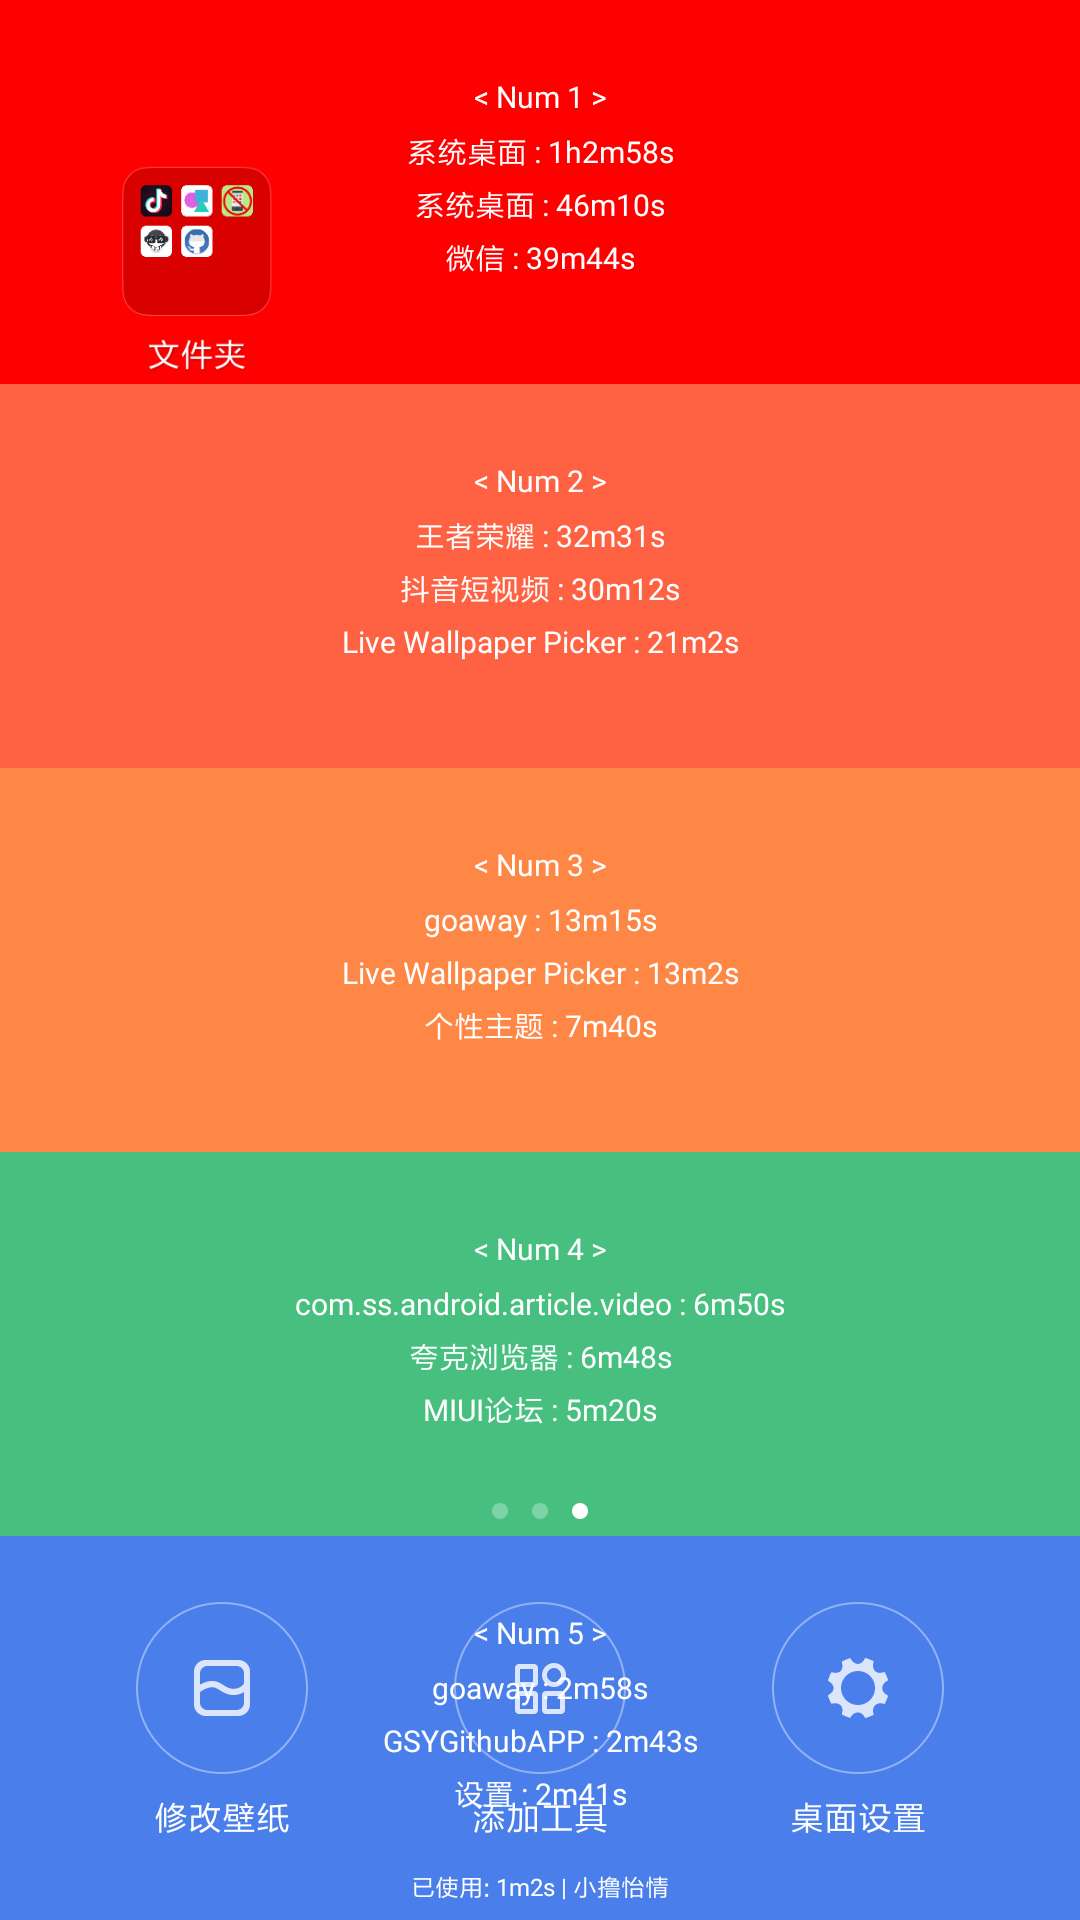 < Num 1 >
系统桌面 : 1h2m58s
系统桌面 : 46m10s
微信 : 39m44s
文件夹
< Num 2 >
王者荣耀 : 32m31s
抖音短视频 : 30m12s
Live Wallpaper Picker : 21m2s
< Num 3 >
goaway : 13m15s
Live Wallpaper Picker : 13m2s
个性主题 : 7m40s
< Num 4 >
com.ss.android.article.video : 6m50s
夸克浏览器 : 6m48s
MIUI论坛 : 5m20s
< Num 5 >
goaway : 2m58s
GSYGithubAPP : 2m43s
设置 : 2m41s
修改壁纸
添加工具
桌面设置
已使用: 1m2s | 小撸怡情